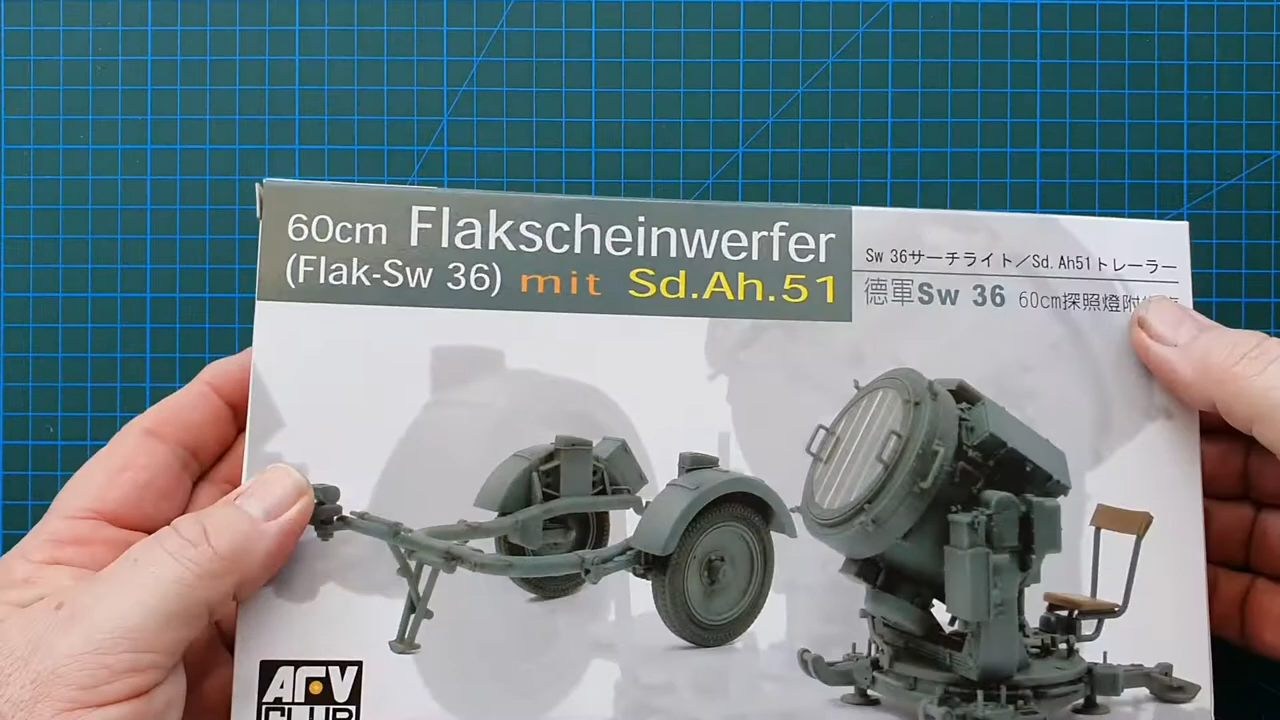 60cm Flakscheinwerfer
(Flak-Sw 36) mit Sd.Ah.51
Sw 36サーチライト／Sd. Ah51トレーラー
德軍Sw 36 60cm探照燈附
AFV
CLUB